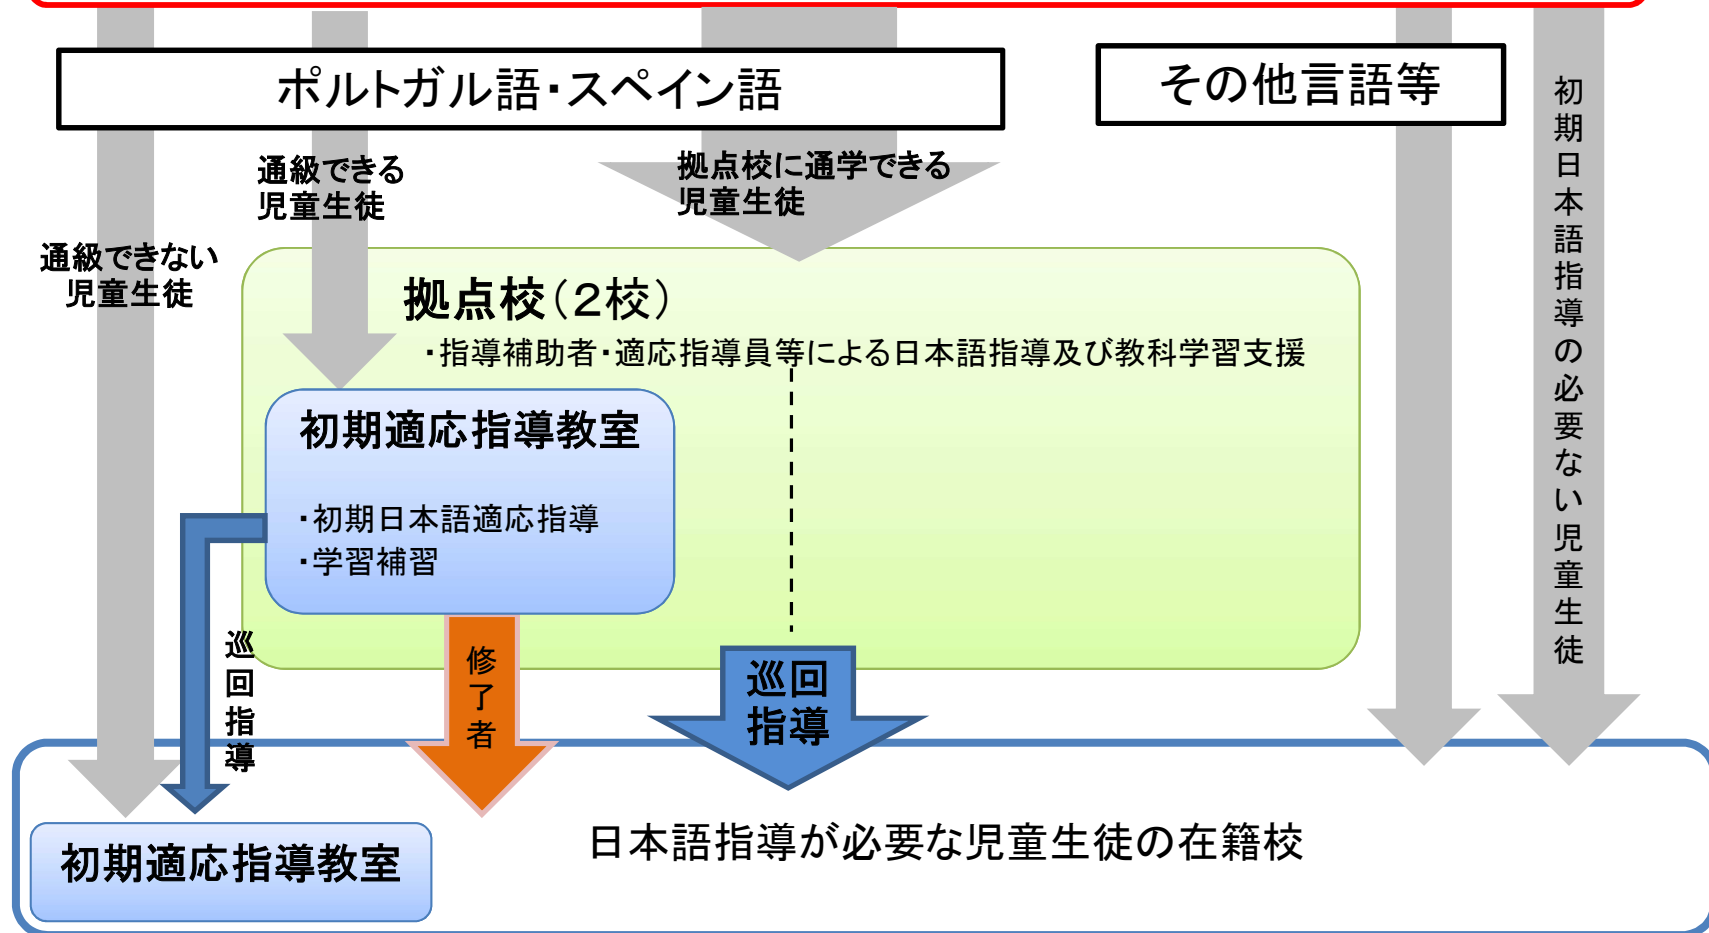 ポルトガル語・スペイン語
その他言語等
通級できる
児童生徒
拠点校に通学できる
児童生徒
通級できない
児童生徒
初期日本語指導の必要ない児童生徒
拠点校（２校）
・指導補助者・適応指導員等による日本語指導及び教科学習支援
初期適応指導教室
・初期日本語適応指導
・学習補習
巡回指導
修了者
巡回
指導
日本語指導が必要な児童生徒の在籍校
初期適応指導教室